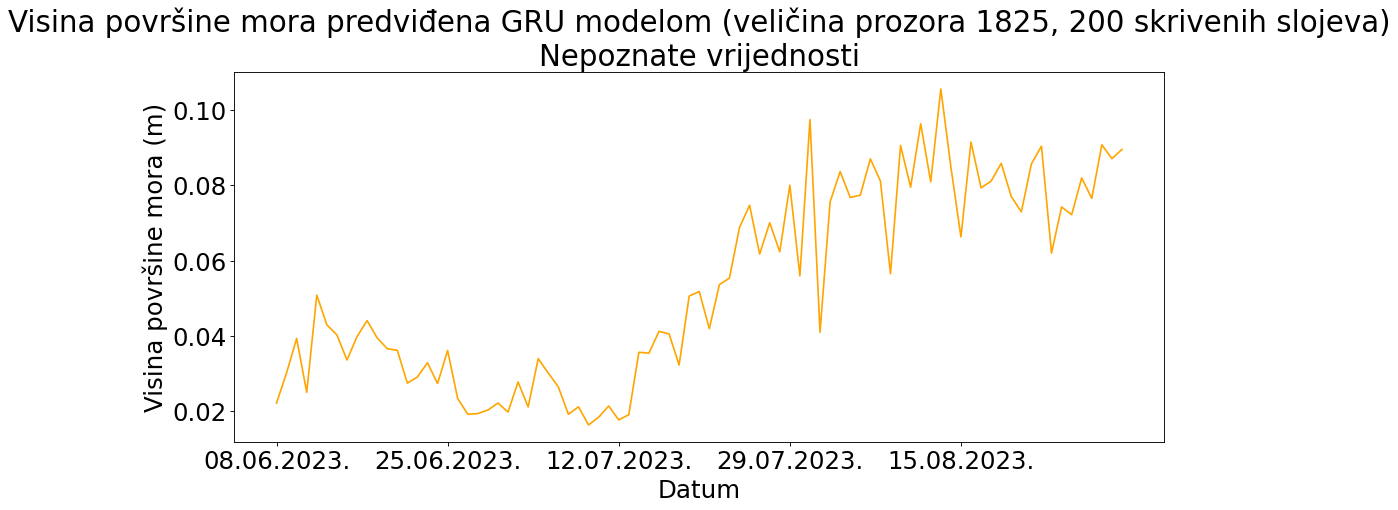 Visina površine mora predviđena GRU modelom (veličina prozora 1825, 200 skrivenih slojeva)
Nepoznate vrijednosti
Visina površine mora (m)
0.10
0.08
0.06
0.04
0.02
08.06.2023.
25.06.2023.
12.07.2023.
29.07.2023.
15.08.2023.
Datum